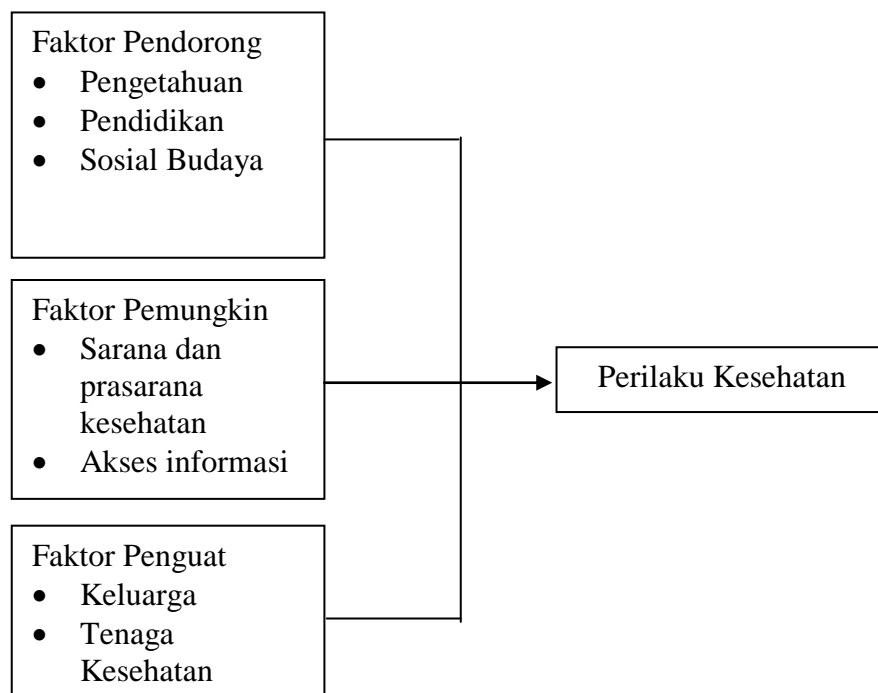 Faktor Pendorong
• Pengetahuan
• Pendidikan
• Sosial Budaya
Faktor Pemungkin
• Sarana dan
prasarana
kesehatan
• Akses informasi
Perilaku Kesehatan
Faktor Penguat
• Keluarga
• Tenaga
Kesehatan